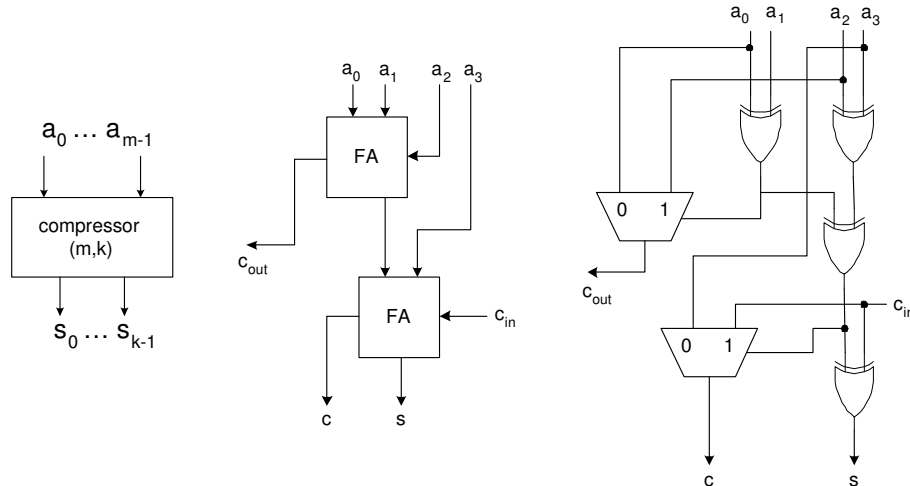 a0 ... am-1
compressor
(m,k)
s0 ... sk-1
a0 a1 a2 a3
FA
cout
FA
cin
c s
a0 a1 a2 a3
0 1
cout
cin
0 1
c s